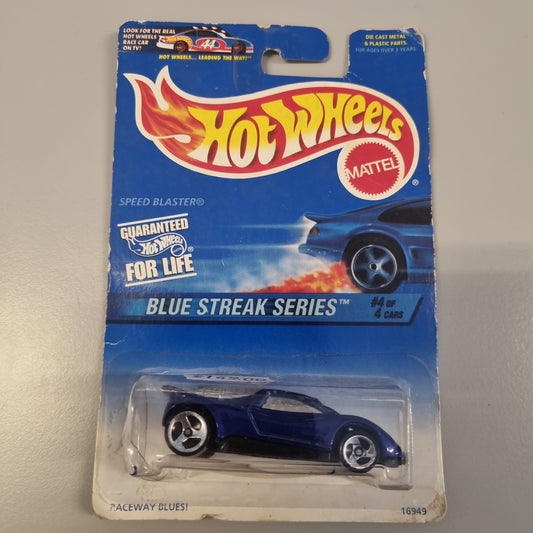 LOOK FOR THE REAL
HOT WHEELS
RACE CAR
ON TV!
44
HOT WHEELS... LEADING THE WAY!™
DIE CAST METAL
& PLASTIC PARTS.
FOR AGES OVER 3 YEARS.
HOT WHEELS
MATTEL
®
SPEED BLASTER®
GUARANTEED
Hot Wheels
FOR LIFE
BLUE STREAK SERIES™
#4 OF
4 CARS
RACEWAY BLUES!
16949